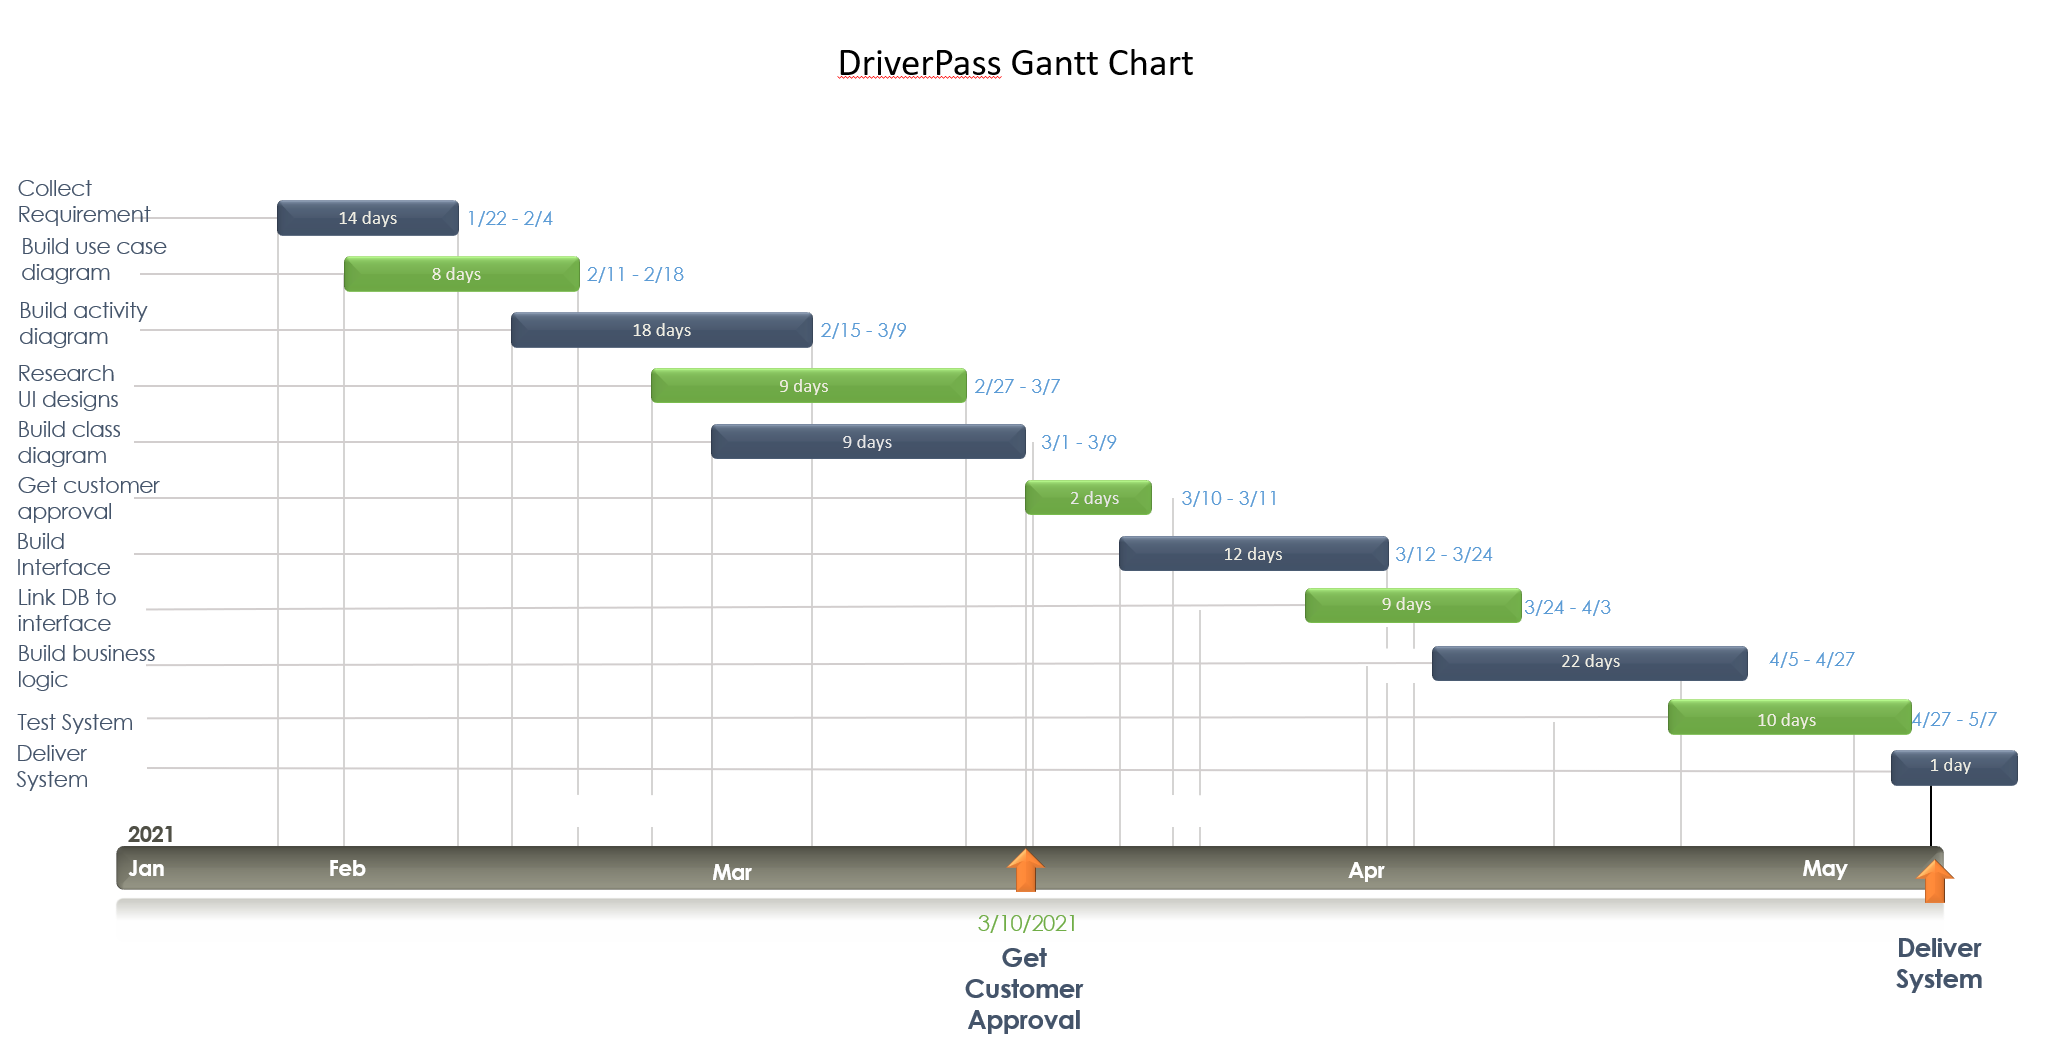 DriverPass Gantt Chart
Collect
Requirement
14 days
1/22 - 2/4
Build use case
diagram
8 days
2/11 - 2/18
Build activity
diagram
18 days
2/15 - 3/9
Research
UI designs
9 days
2/27 - 3/7
Build class
diagram
9 days
3/1 - 3/9
Get customer
approval
2 days
3/10 - 3/11
Build
Interface
12 days
3/12 - 3/24
Link DB to
interface
9 days
3/24 - 4/3
Build business
logic
22 days
4/5 - 4/27
Test System
10 days
4/27 - 5/7
Deliver
System
1 day
2021
Jan Feb Mar Apr May
3/10/2021
Get
Customer
Approval
Deliver
System